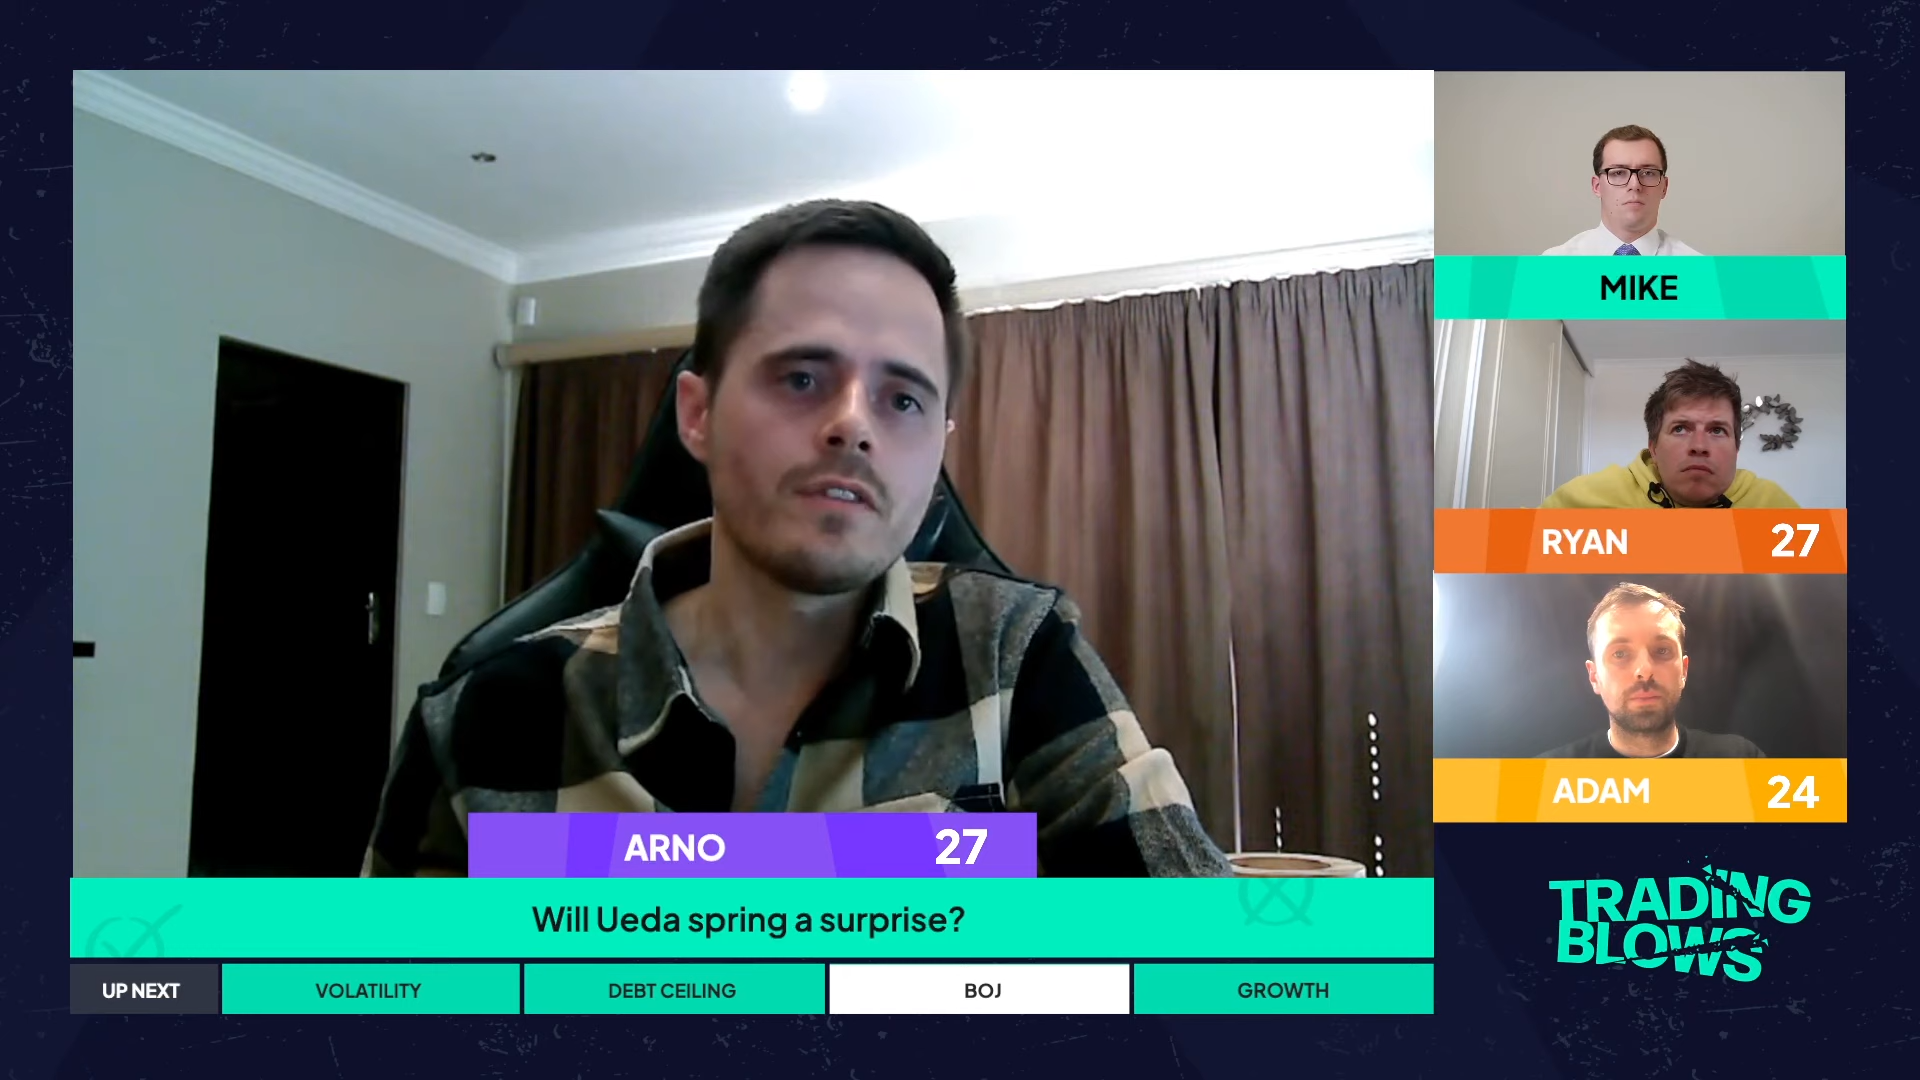 MIKE
RYAN 27
ADAM 24
ARNO 27
Will Ueda spring a surprise?
UP NEXT
VOLATILITY
DEBT CEILING
BOJ
GROWTH
TRADING
BLOWS